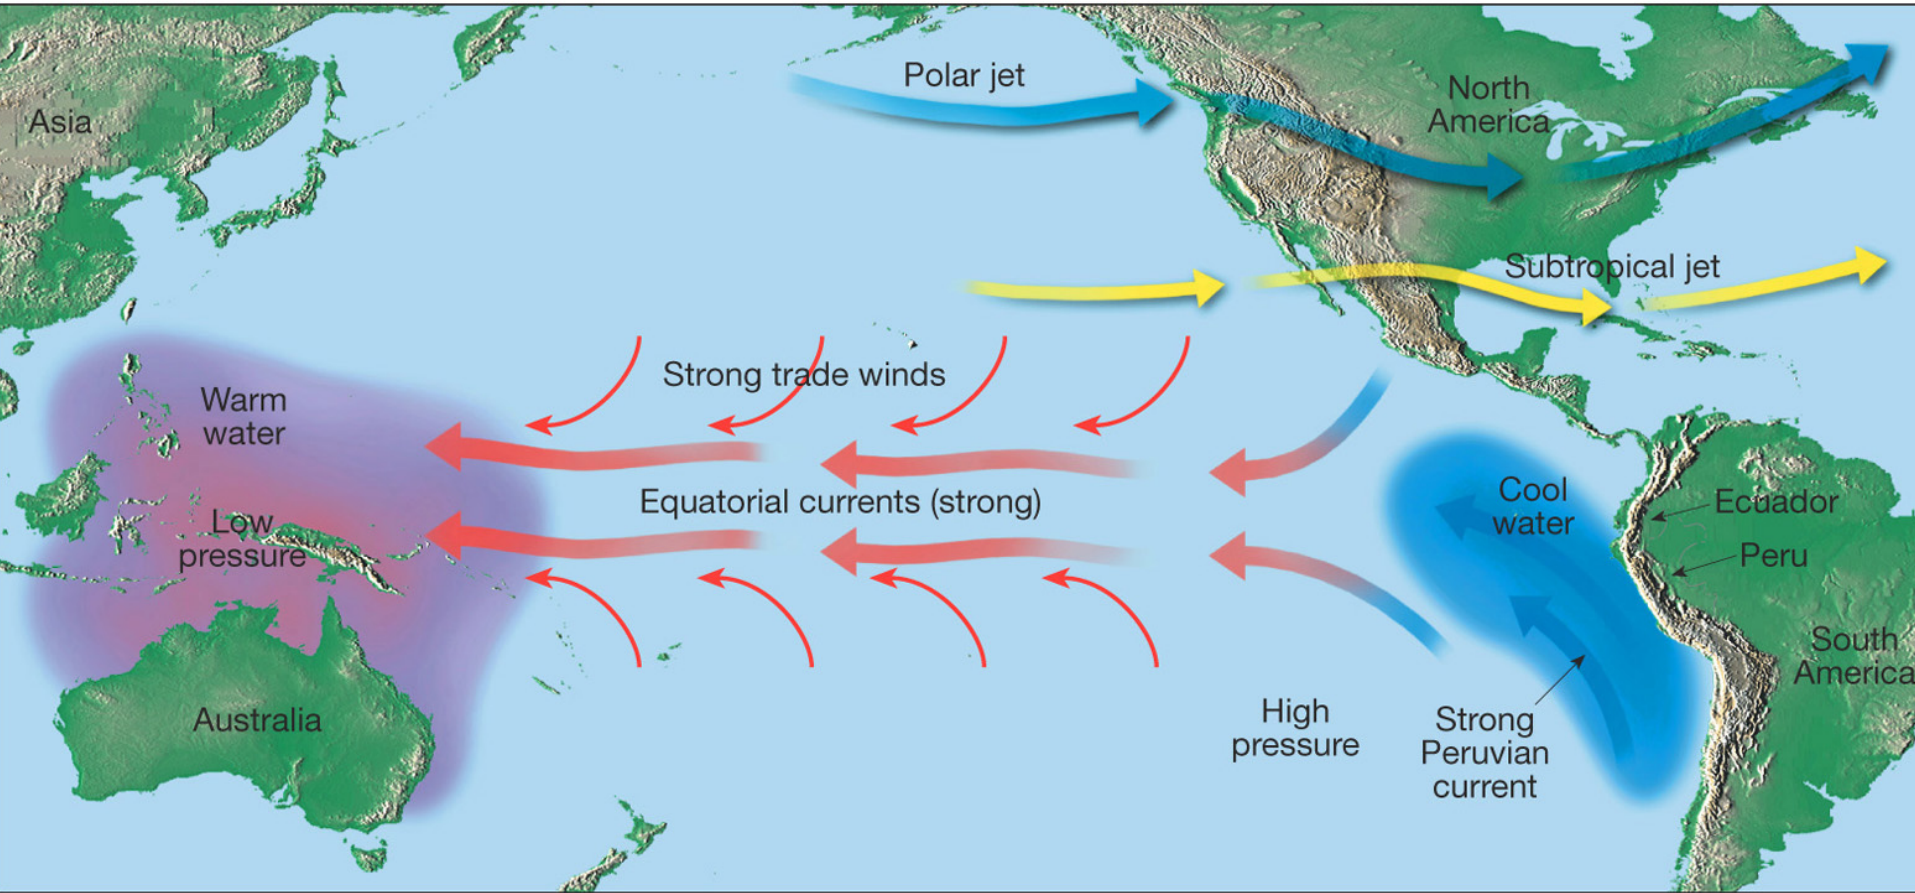 Polar jet
Asia
North
America
Subtropical jet
Strong trade winds
Warm
water
Equatorial currents (strong)
Cool
water
Ecuador
Low
pressure
Peru
South
America
Australia
High
pressure
Strong
Peruvian
current